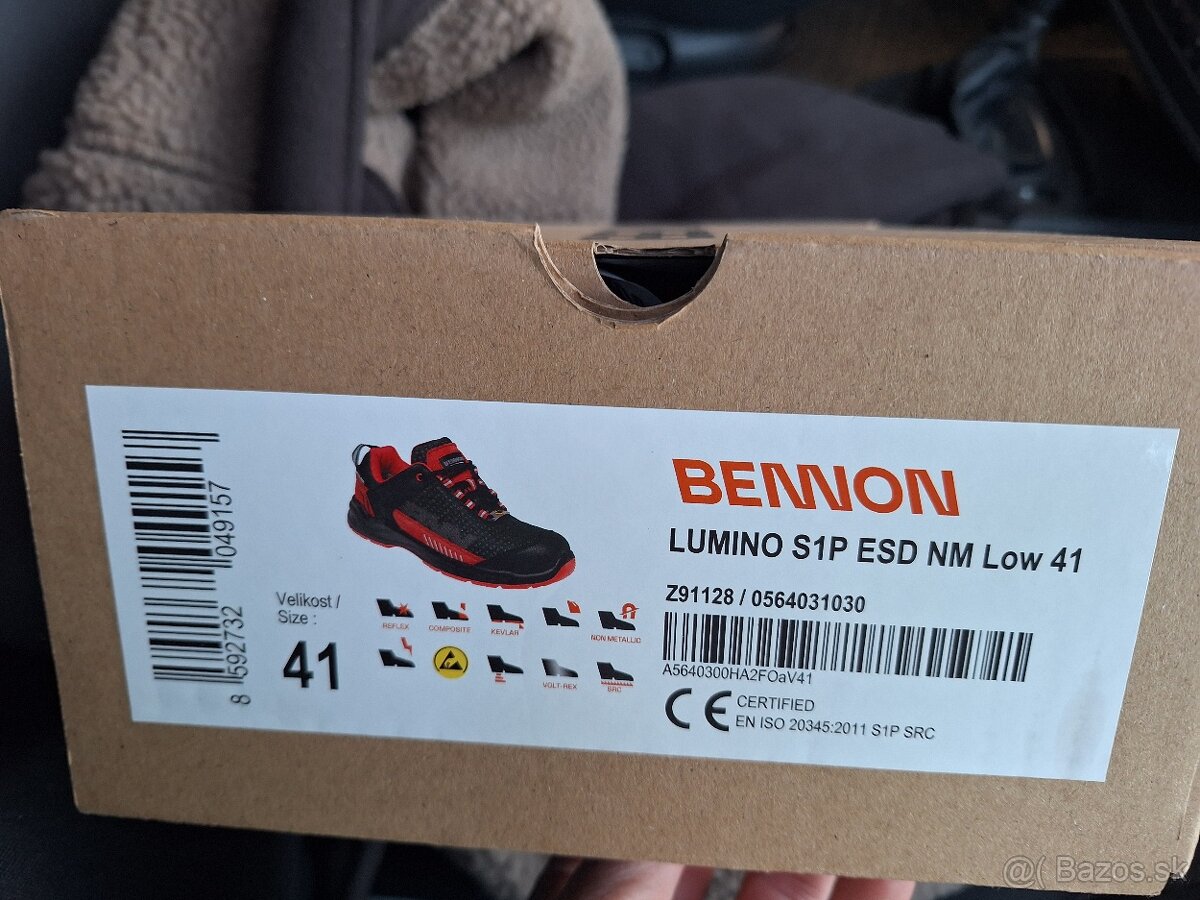 BENNON
LUMINO S1P ESD NM Low 41
Z91128 / 0564031030
A5640300HA2FOaV41
CE CERTIFIED
EN ISO 20345:2011 S1P SRC
8 592732 049157
Velikost /
Size :
41
REFLEX COMPOSITE KEVLAR NON METALLIC
VOLT-REX SRC
@( Bazos.sk